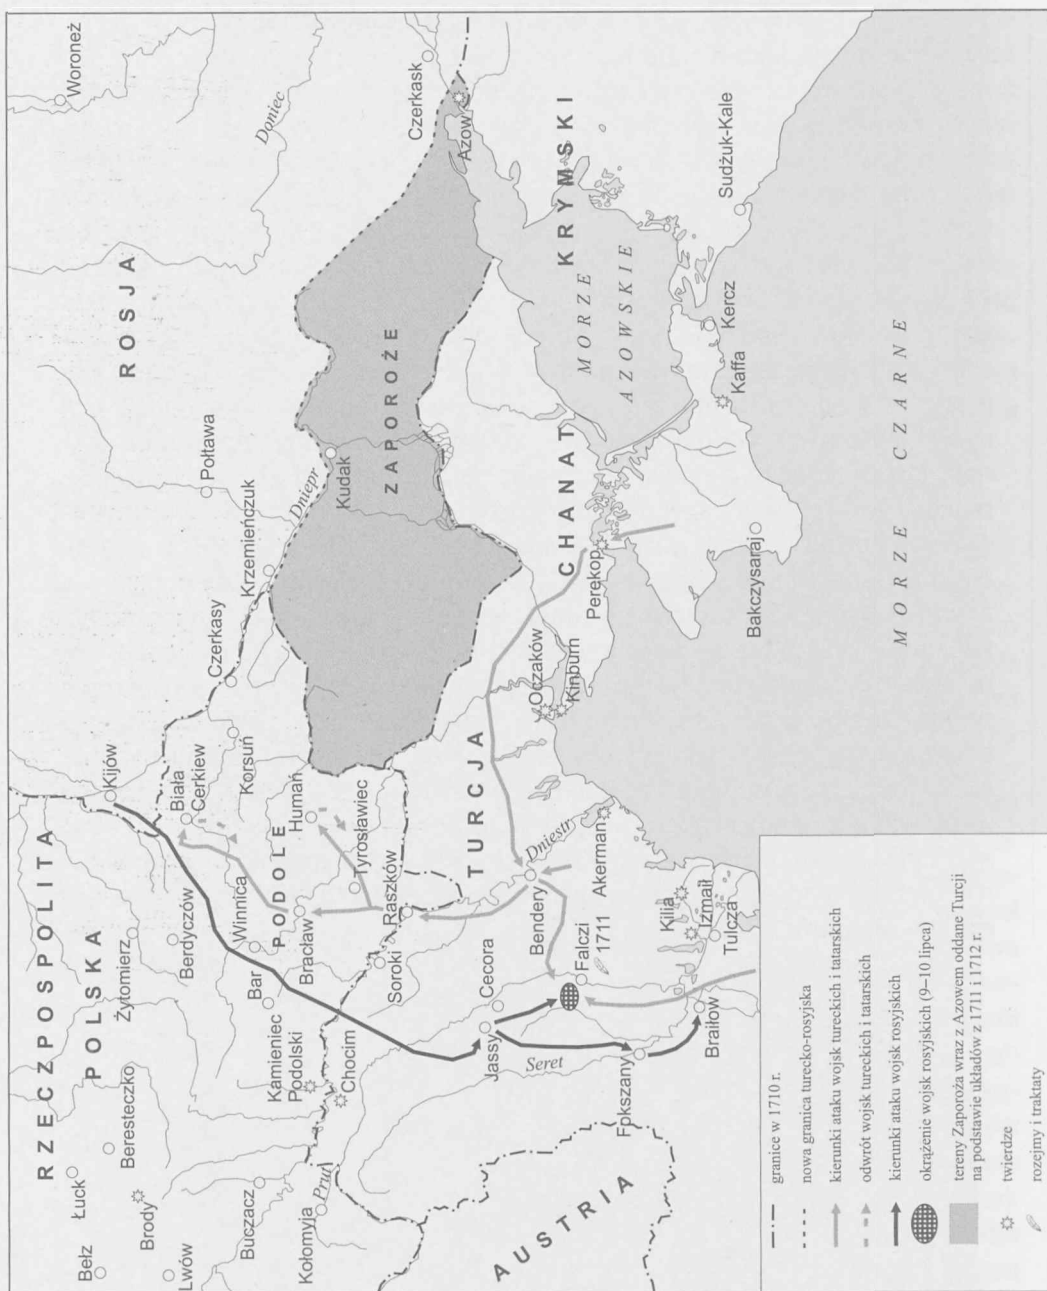 RZECZPOSPOLITA
POLSKA
ROSJA
ZAPOROŻE
PODOLE
TURCJA
CHANAT KRYMSKI
AUSTRIA
MORZE
AZOWSKIE
MORZE CZARNE
Bełz
Łuck
Beresteczko
Brody
Lwów
Żytomierz
Berdyczów
Kijów
Biała
Cerkiew
Korsuń
Czerkasy
Krzemieńczuk
Połtawa
Woroneż
Doniec
Dniepr
Kudak
Czerkask
Azow
Buczacz
Kołomyja
Prut
Kamieniec
Podolski
Chocim
Bar
Winnica
Bracław
Humań
Tyrosławiec
Raszków
Soroki
Cecora
Jassy
Seret
Fokszany
Braiłow
Falczi
1711
Bendery
Dniestr
Akerman
Kilia
Izmaił
Tulcza
Oczaków
Kinburn
Perekop
Bakczysaraj
Kaffa
Kercz
Sudżuk-Kale
granice w 1710 r.
nowa granica turecko-rosyjska
kierunki ataku wojsk tureckich i tatarskich
odwrót wojsk tureckich i tatarskich
kierunki ataku wojsk rosyjskich
okrążenie wojsk rosyjskich (9–10 lipca)
tereny Zaporoża wraz z Azowem oddane Turcji
na podstawie układów z 1711 i 1712 r.
twierdze
rozejmy i traktaty